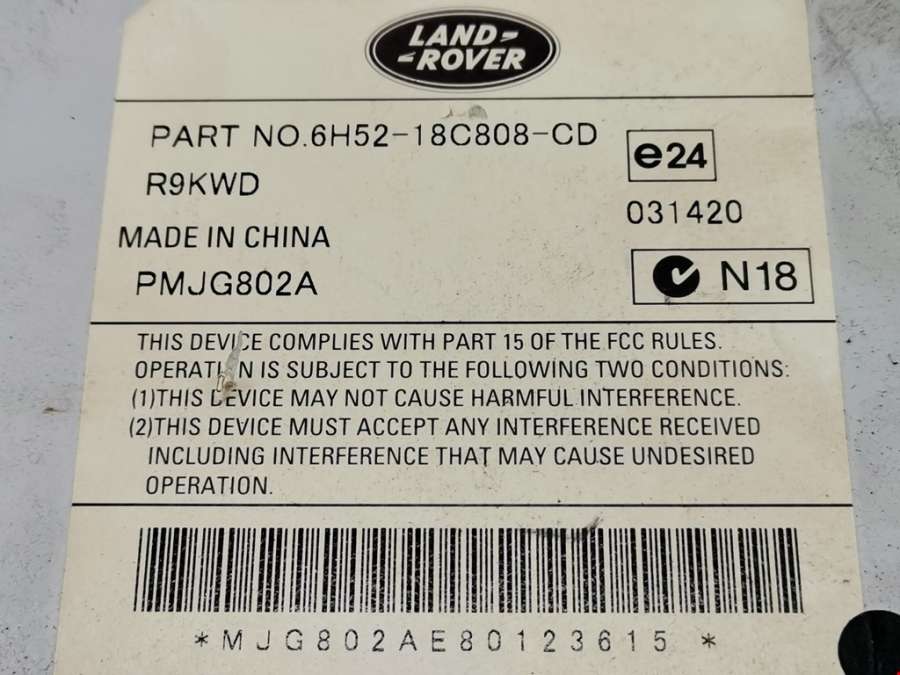 LAND-
-ROVER
PART NO.6H52-18C808-CD
e24
R9KWD
031420
MADE IN CHINA
PMJG802A
N18
THIS DEVICE COMPLIES WITH PART 15 OF THE FCC RULES.
OPERATION IS SUBJECT TO THE FOLLOWING TWO CONDITIONS:
(1)THIS DEVICE MAY NOT CAUSE HARMFUL INTERFERENCE.
(2)THIS DEVICE MUST ACCEPT ANY INTERFERENCE RECEIVED
INCLUDING INTERFERENCE THAT MAY CAUSE UNDESIRED
OPERATION.
*MJG802AE80123615 *